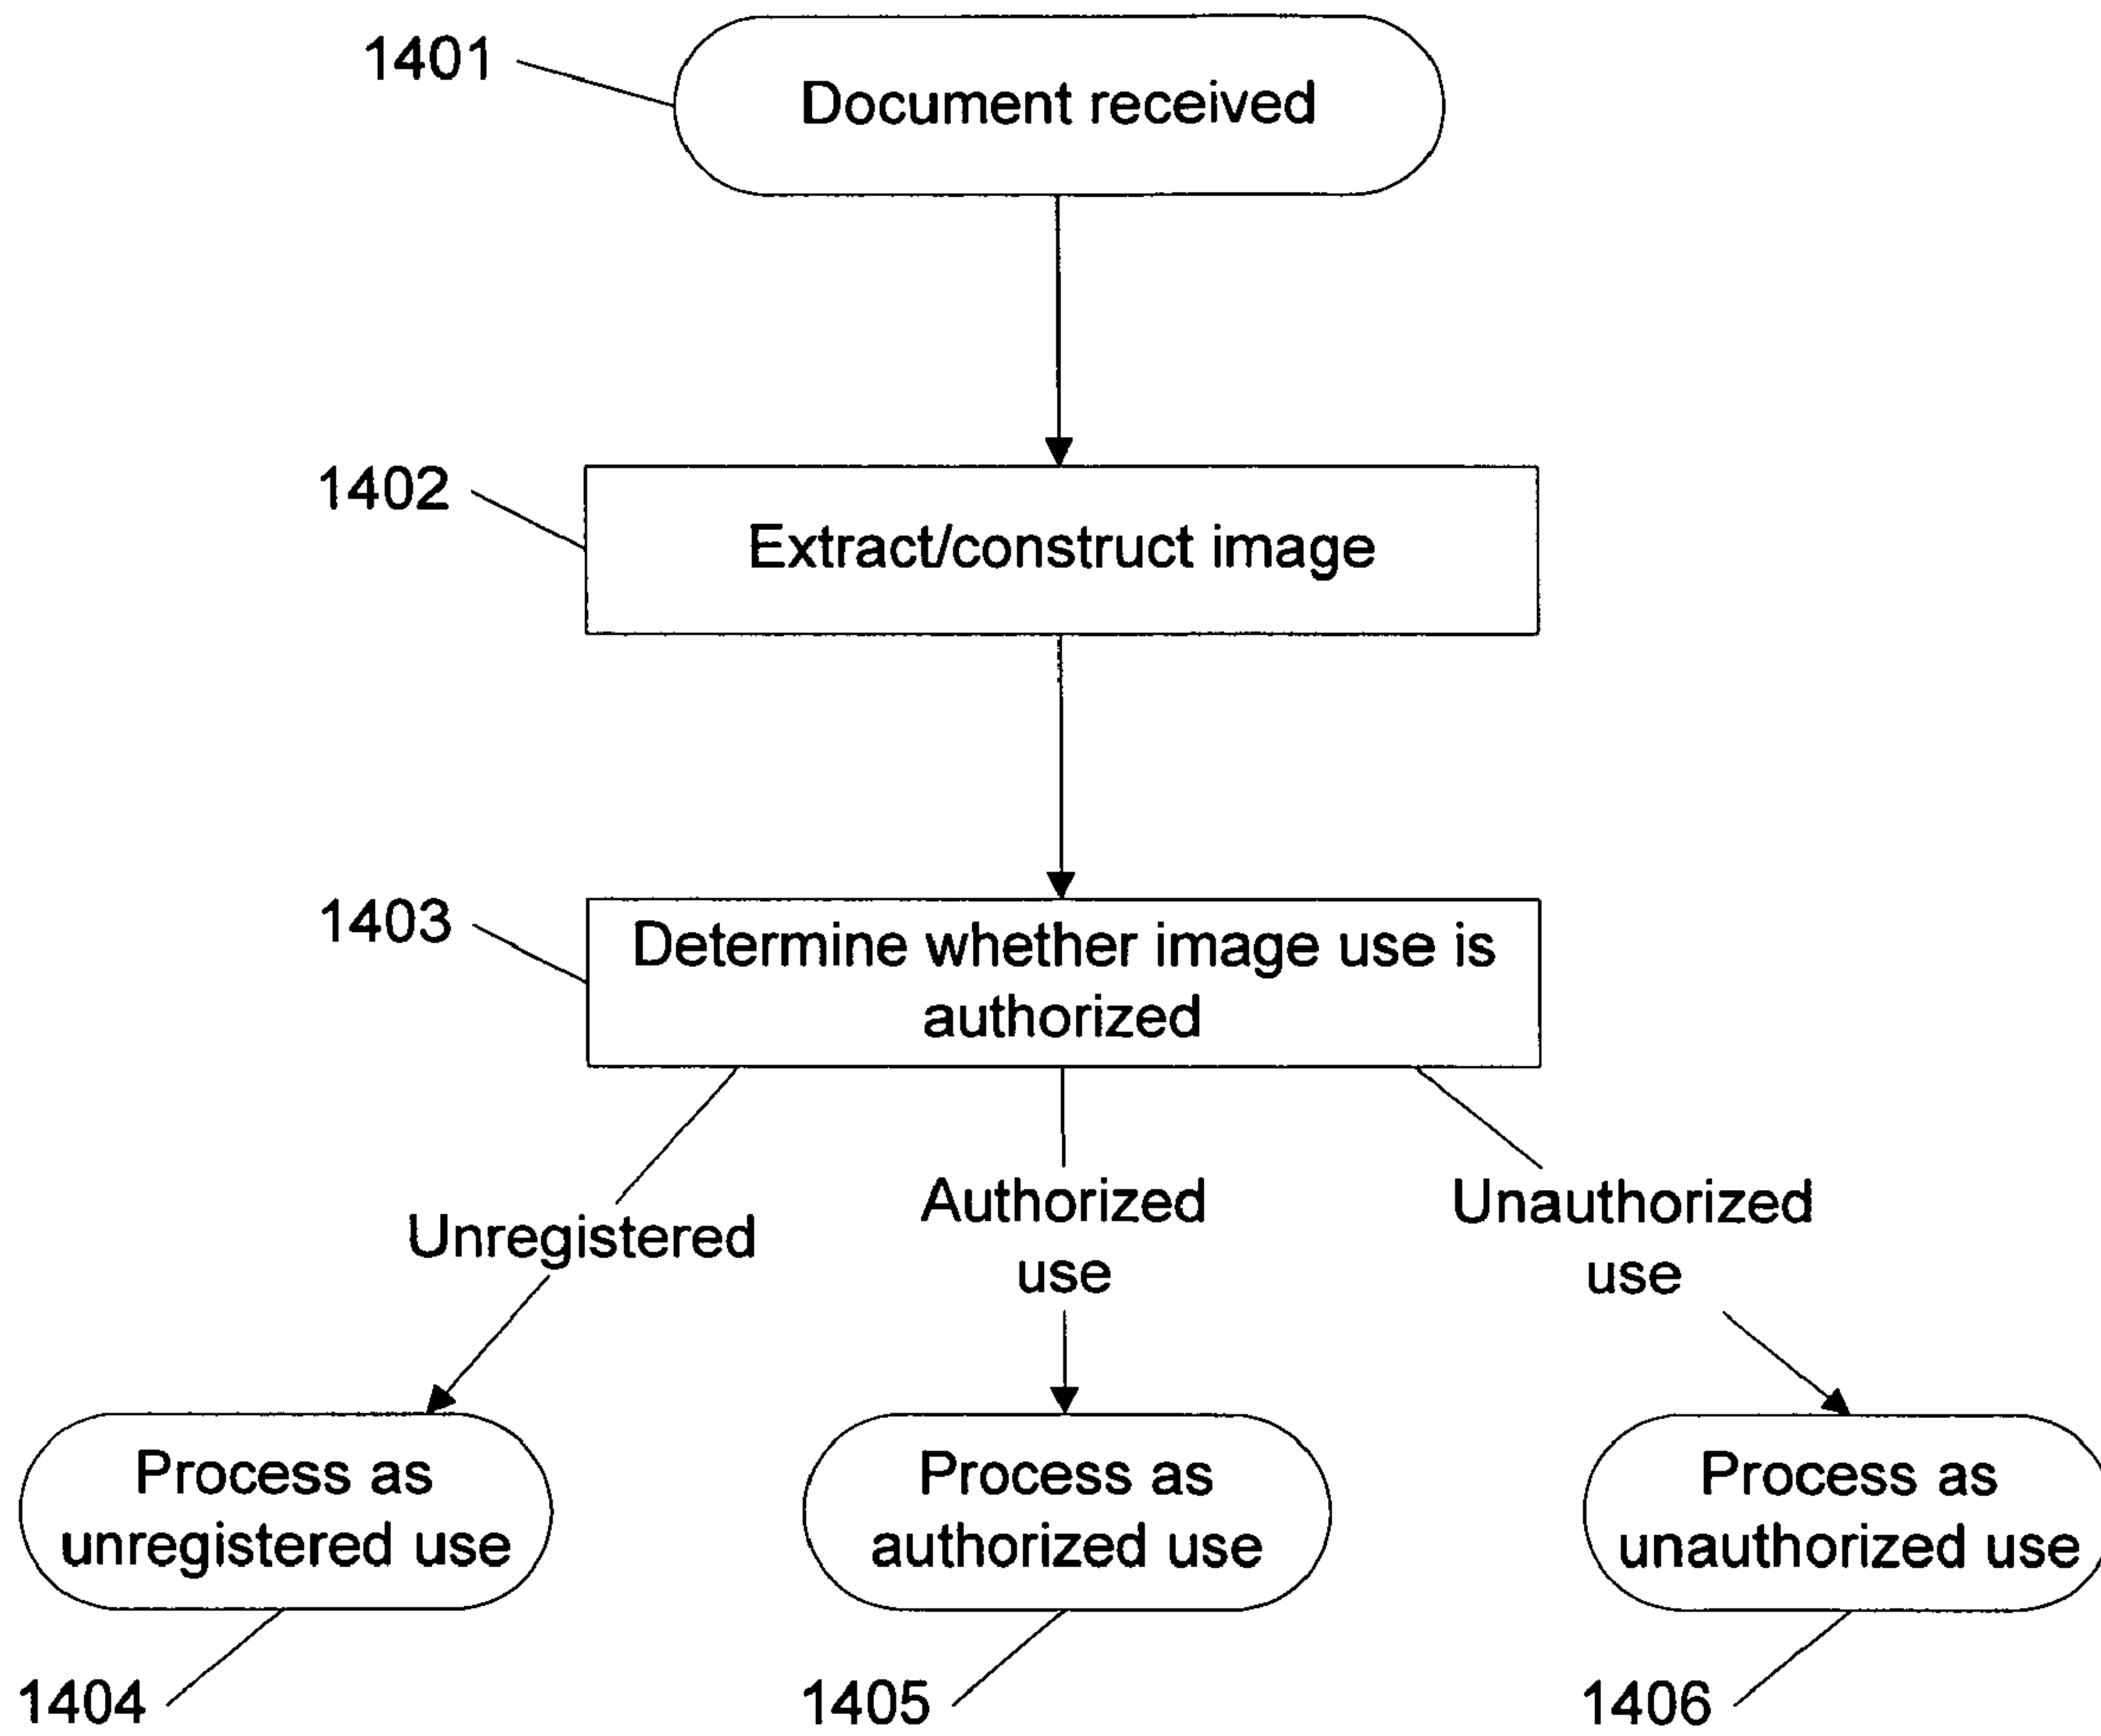 1401
Document received
1402
Extract/construct image
1403
Determine whether image use is
authorized
Unregistered
Authorized
use
Unauthorized
use
Process as
unregistered use
Process as
authorized use
Process as
unauthorized use
1404
1405
1406